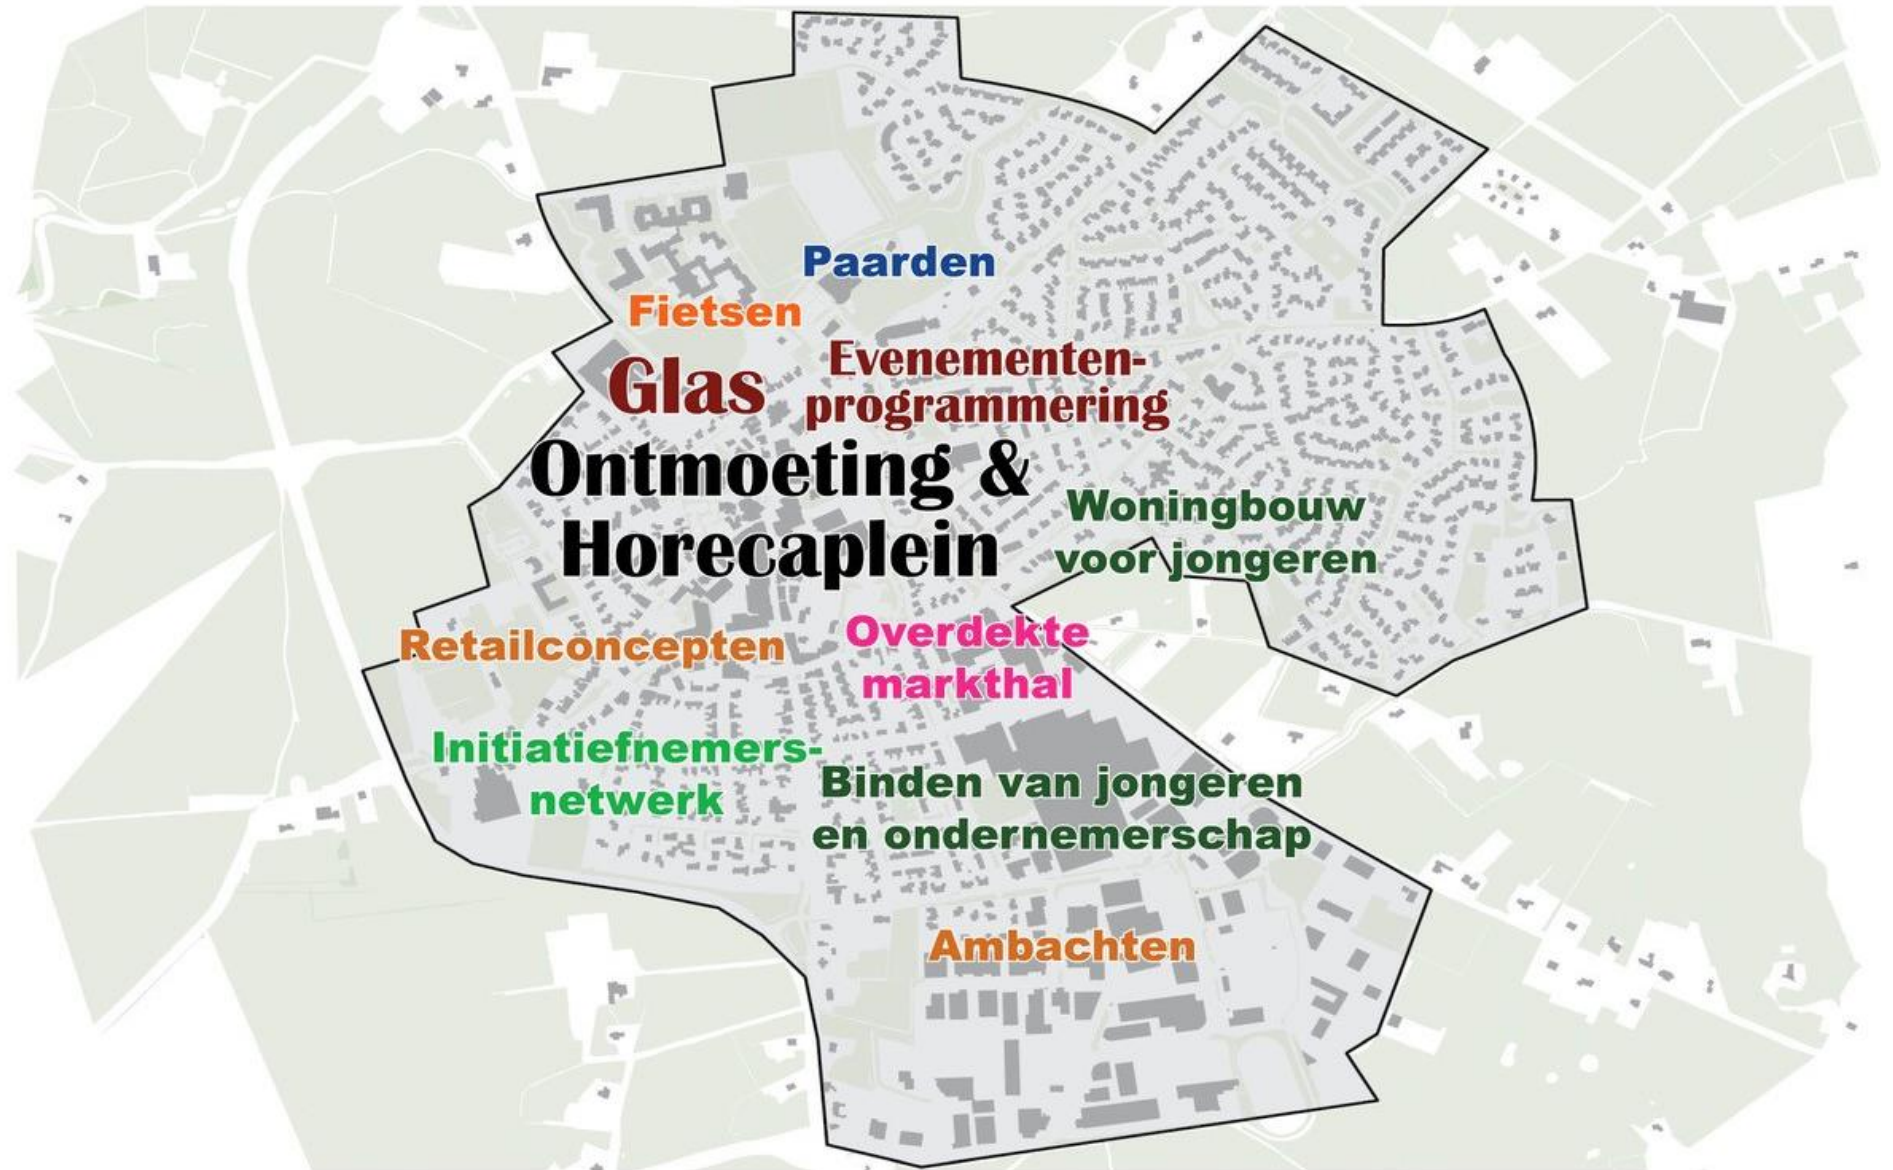 Paarden
Fietsen
Glas
Evenementen-
programmering
Ontmoeting &
Horecaplein
Woningbouw
voor jongeren
Retailconcepten
Overdekte
markthal
Initiatiefnemers-
netwerk
Binden van jongeren
en ondernemerschap
Ambachten